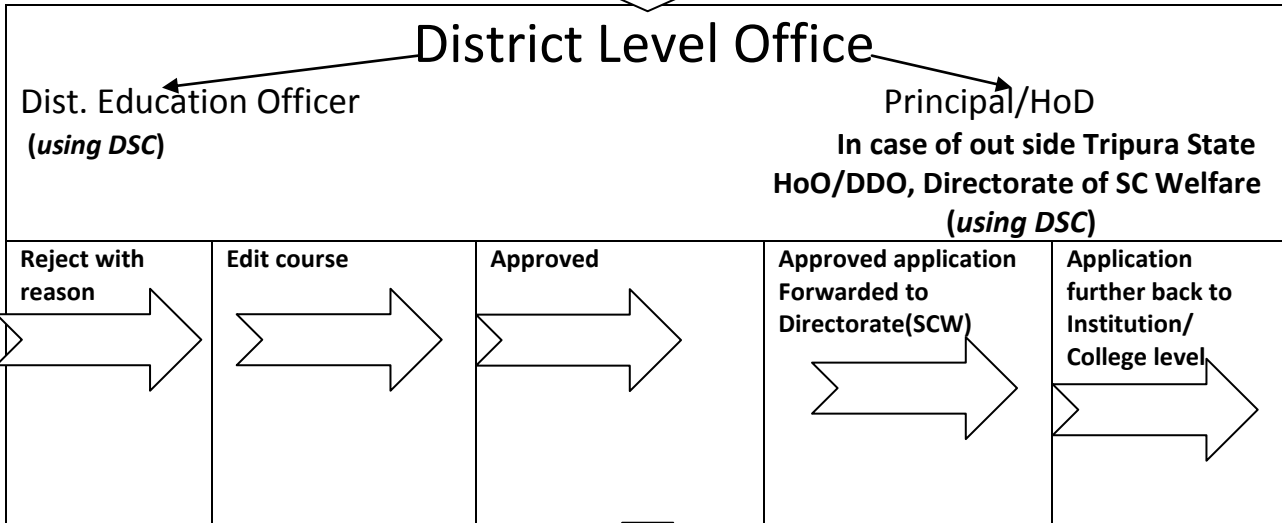 District Level Office
Dist. Education Officer
(using DSC)
Principal/HoD
In case of out side Tripura State
HoO/DDO, Directorate of SC Welfare
(using DSC)
Reject with
reason
Edit course
Approved
Approved application
Forwarded to
Directorate(SCW)
Application
further back to
Institution/
College level